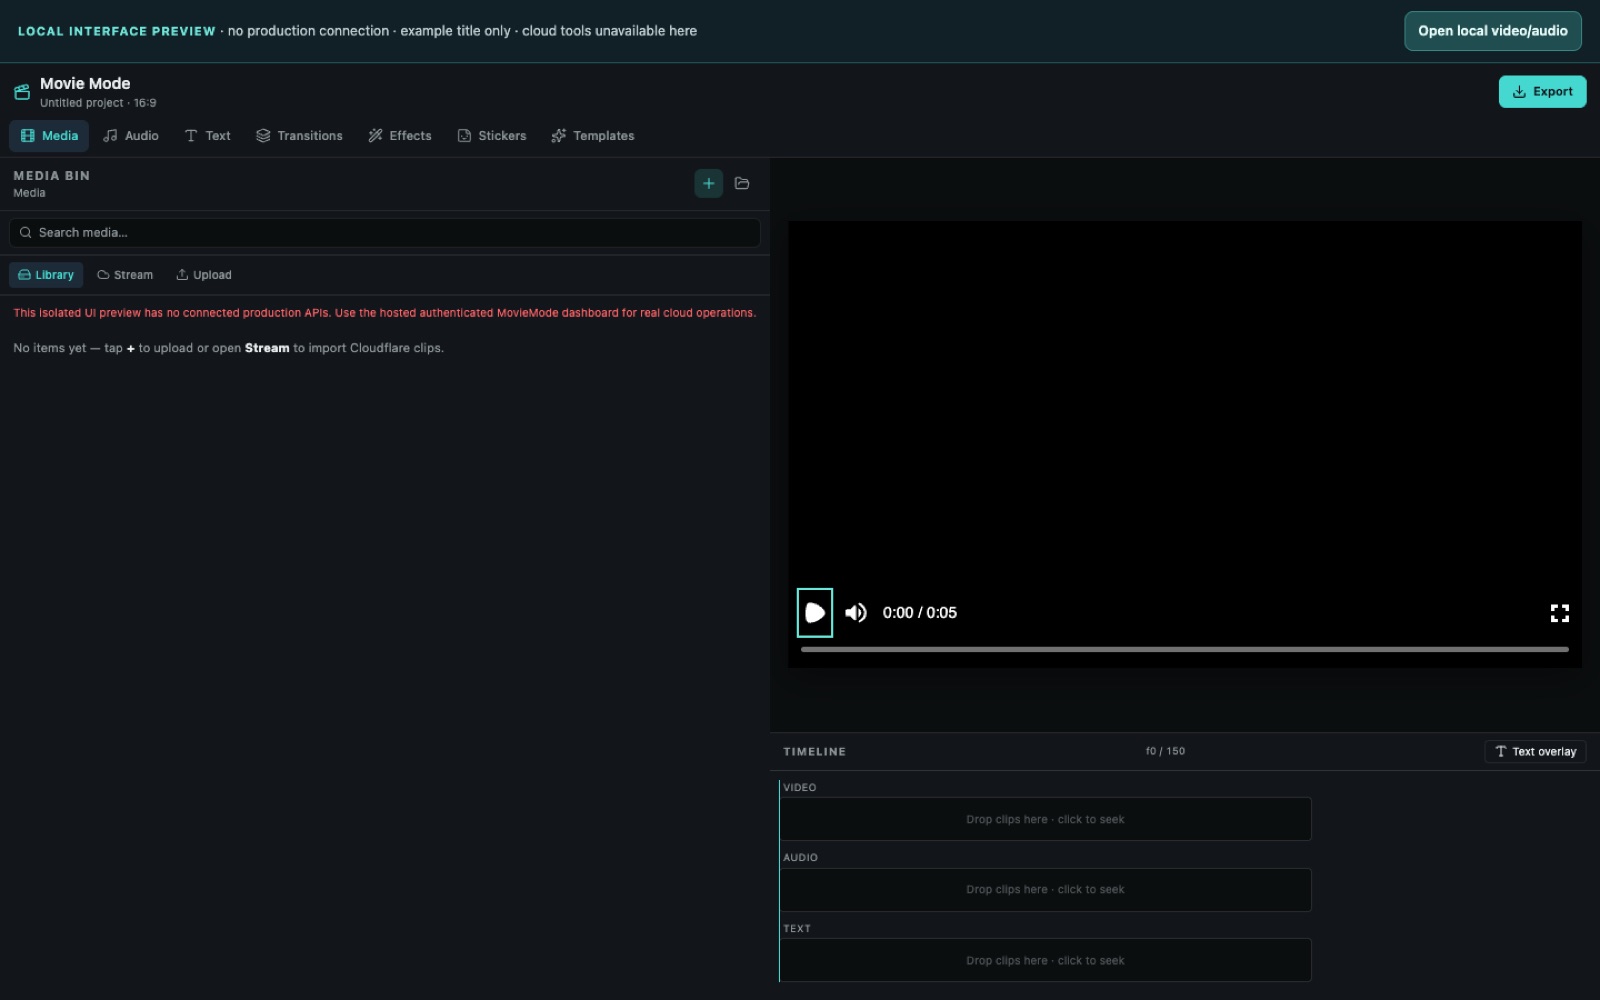 LOCAL INTERFACE PREVIEW · no production connection · example title only · cloud tools unavailable here
Open local video/audio
Movie Mode
Untitled project · 16:9
Export
Media
Audio
Text
Transitions
Effects
Stickers
Templates
MEDIA BIN
Media
Search media...
Library
Stream
Upload
This isolated UI preview has no connected production APIs. Use the hosted authenticated MovieMode dashboard for real cloud operations.
No items yet — tap + to upload or open Stream to import Cloudflare clips.
0:00 / 0:05
TIMELINE
f0 / 150
Text overlay
VIDEO
Drop clips here · click to seek
AUDIO
Drop clips here · click to seek
TEXT
Drop clips here · click to seek